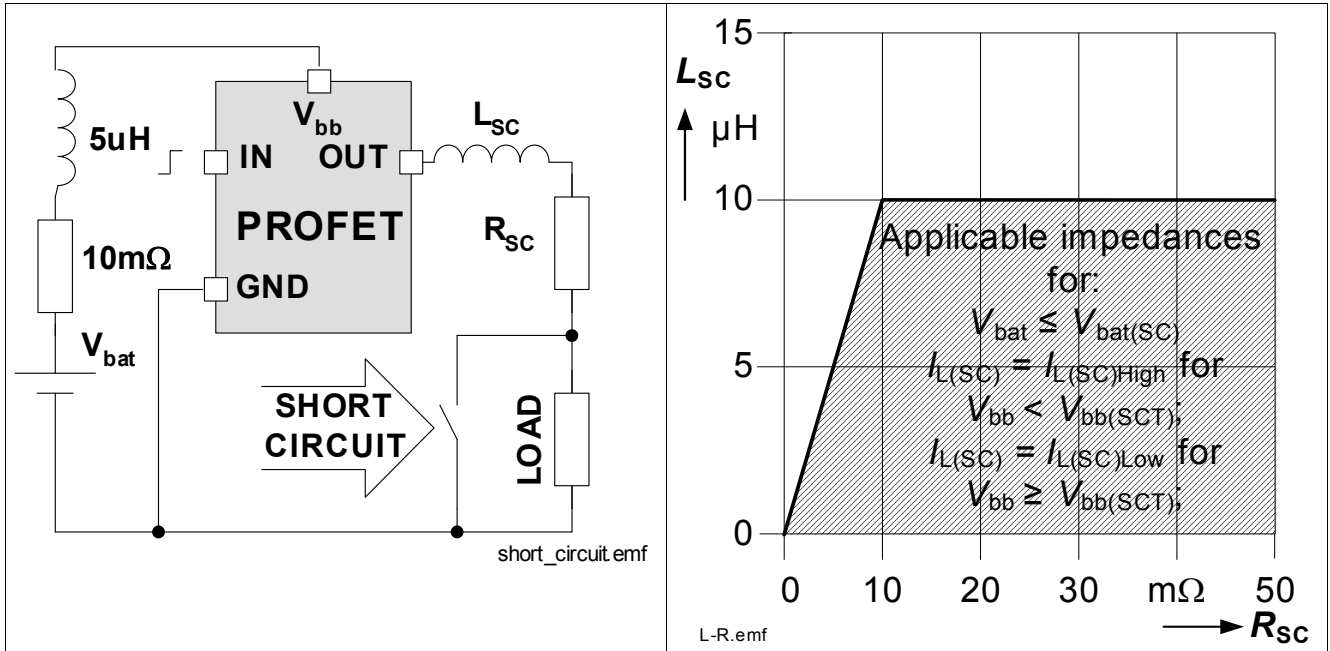 5uH
V_bb
IN
OUT
L_SC
PROFET
R_SC
10mΩ
GND
V_bat
SHORT
CIRCUIT
LOAD
short_circuit.emf
15
L_SC
µH
10
Applicable impedances
for:
V_bat ≤ V_bat(SC)
I_L(SC) = I_L(SC)High for
V_bb < V_bb(SCT);
I_L(SC) = I_L(SC)Low for
V_bb ≥ V_bb(SCT);
5
0
0 10 20 30 mΩ 50
L-R.emf
R_SC